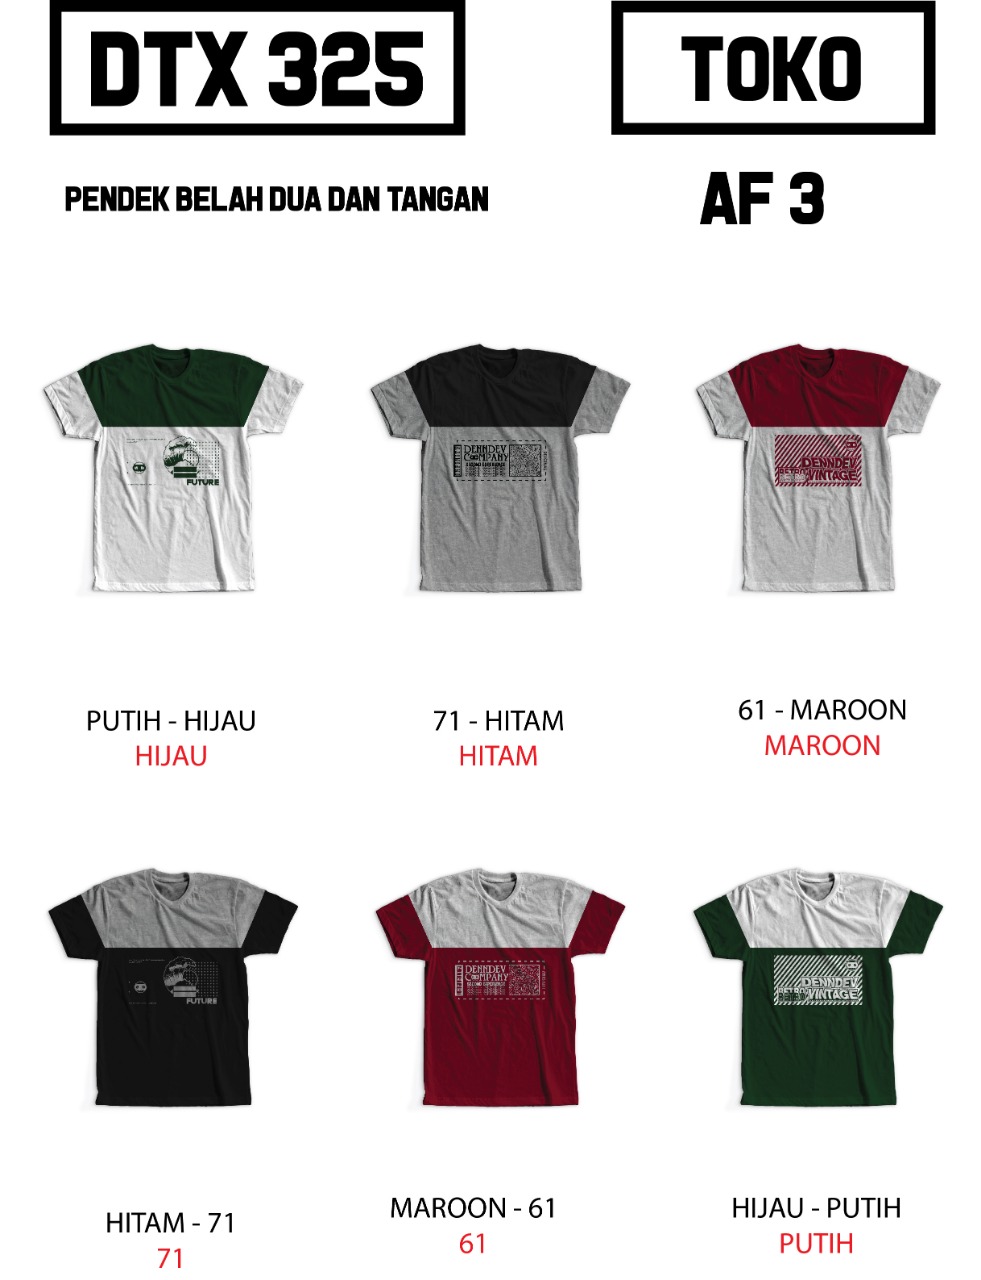 DTX 325
TOKO
PENDEK BELAH DUA DAN TANGAN
AF 3
FUTURE
DENNDEV
COMPANY
DENNDEV
RETRO VINTAGE
PUTIH - HIJAU
HIJAU
71 - HITAM
HITAM
61 - MAROON
MAROON
FUTURE
DENNDEV
COMPANY
DENNDEV
RETRO VINTAGE
HITAM - 71
71
MAROON - 61
61
HIJAU - PUTIH
PUTIH